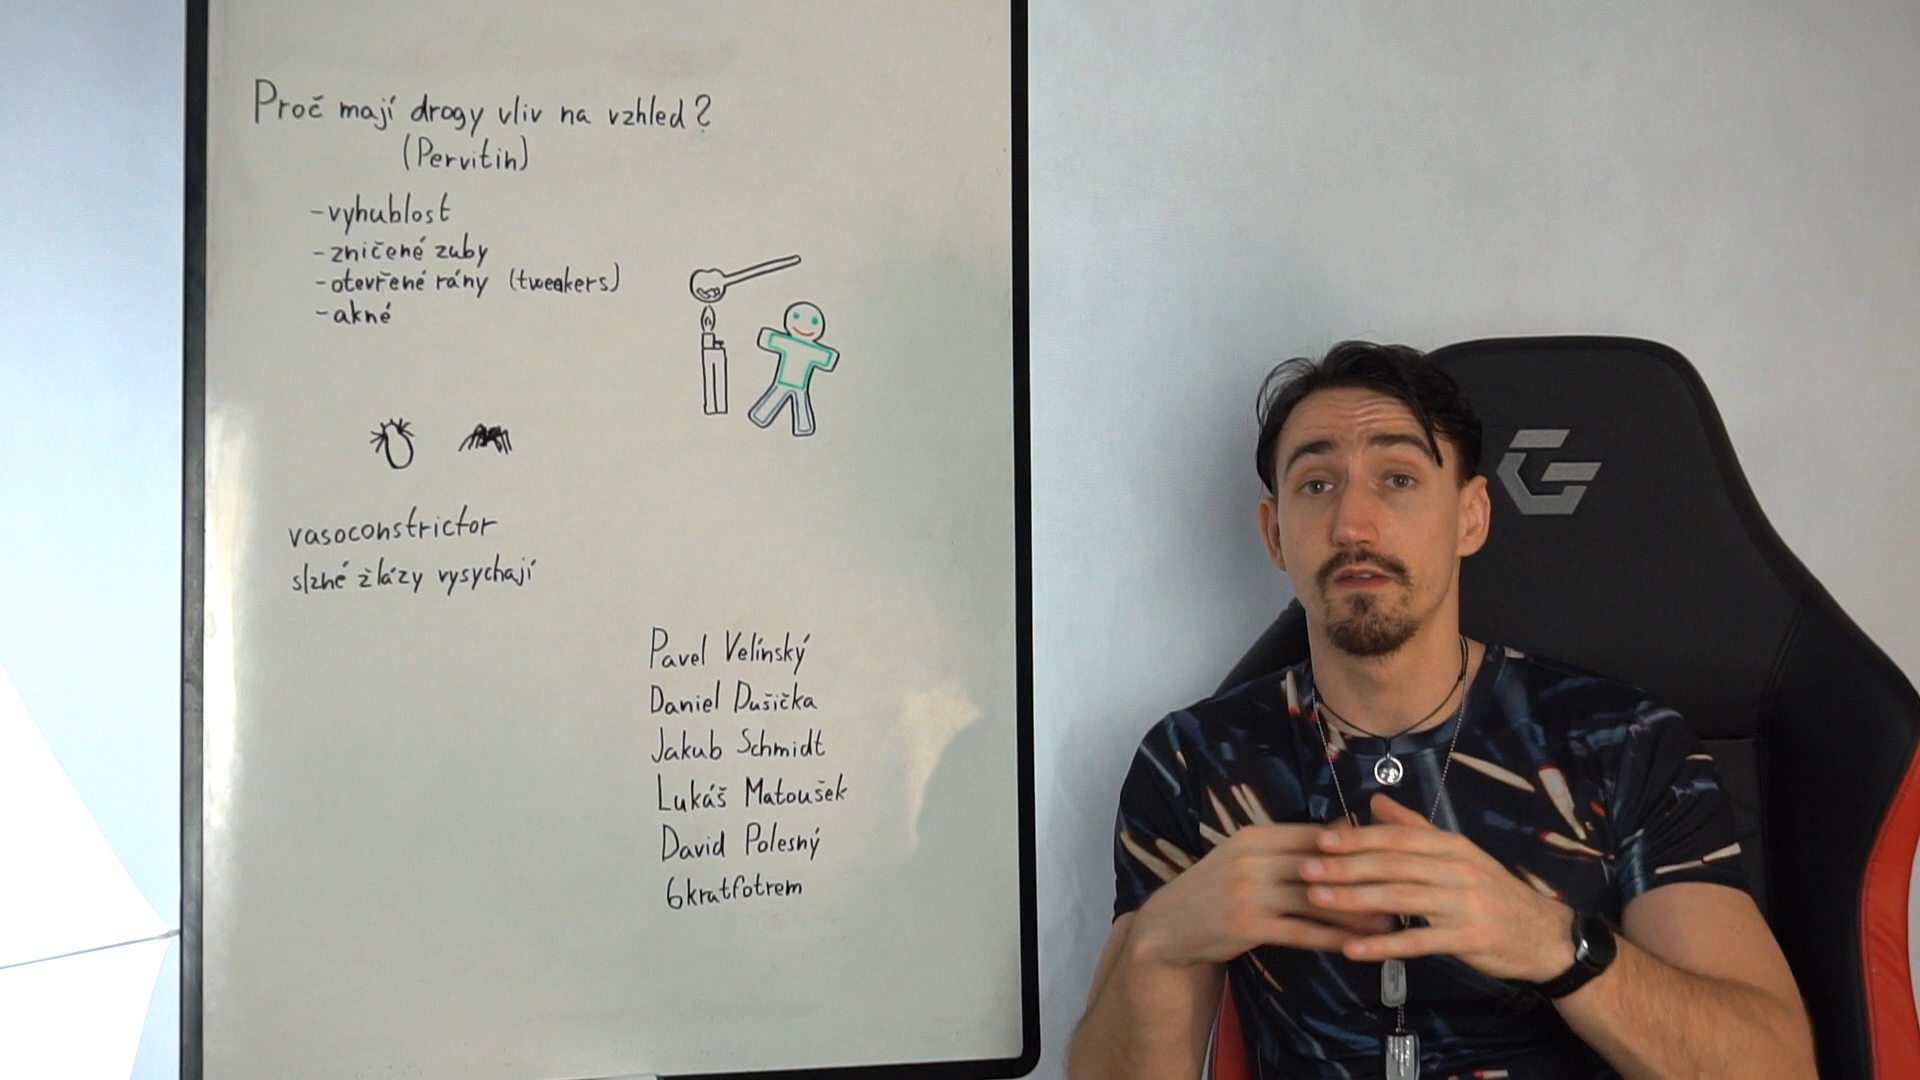 Proč mají drogy vliv na vzhled?
(Pervitin)
-vyhublost
-zničené zuby
-otevřené rány (tweakers)
-akné
vasoconstrictor
slzné žlázy vysychají
Pavel Velínský
Daniel Dušička
Jakub Schmidt
Lukáš Matoušek
David Polesný
6kratfotrem